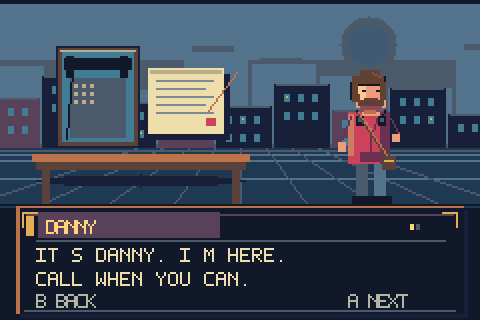 DANNY
IT S DANNY. I M HERE.
CALL WHEN YOU CAN.
B BACK A NEXT